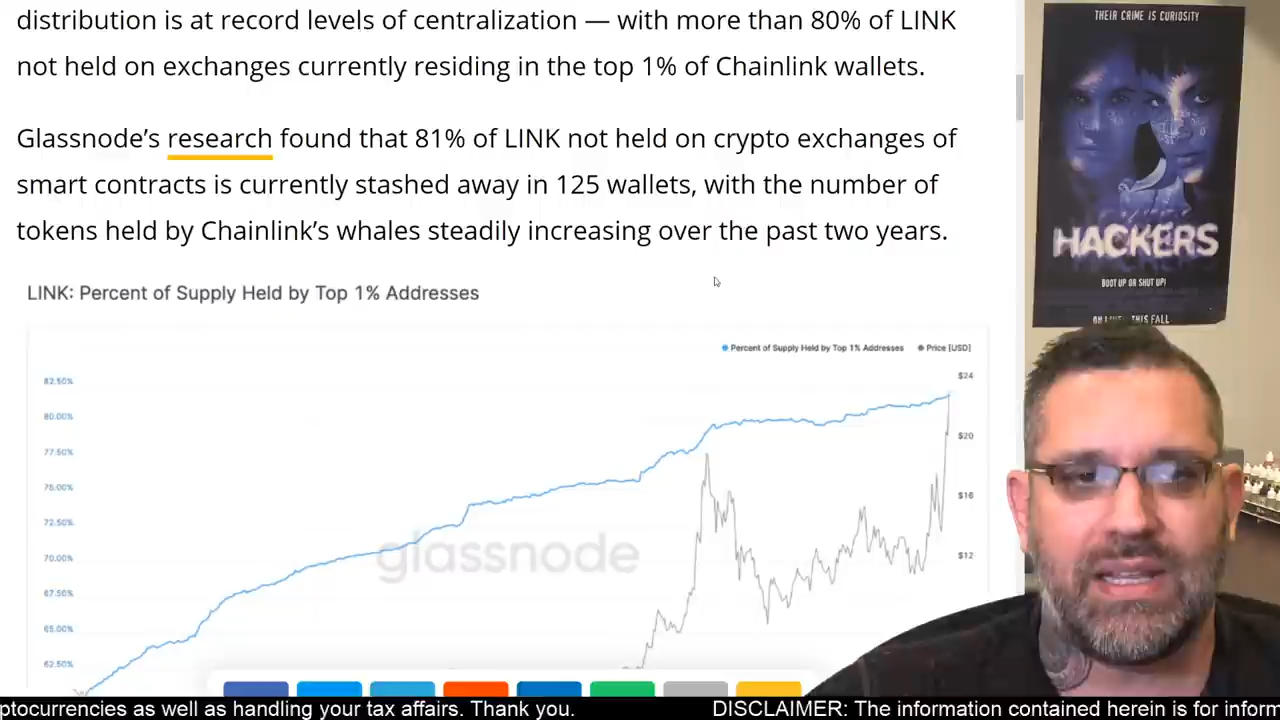 distribution is at record levels of centralization — with more than 80% of LINK
not held on exchanges currently residing in the top 1% of Chainlink wallets.
Glassnode’s research found that 81% of LINK not held on crypto exchanges of
smart contracts is currently stashed away in 125 wallets, with the number of
tokens held by Chainlink’s whales steadily increasing over the past two years.
LINK: Percent of Supply Held by Top 1% Addresses
Percent of Supply Held by Top 1% Addresses
Price [USD]
82.50%
80.00%
77.50%
75.00%
72.50%
70.00%
67.50%
65.00%
62.50%
$24
$20
$16
$12
glassnode
THEIR CRIME IS CURIOSITY
HACKERS
BOOT UP OR SHUT UP!
THIS FALL
ptocurrencies as well as handling your tax affairs. Thank you.
DISCLAIMER: The information contained herein is for inform